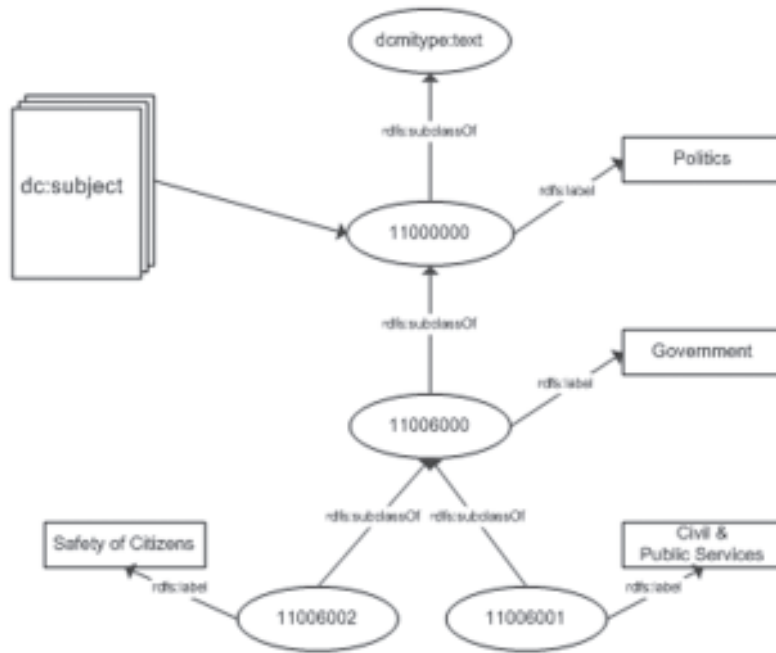 dcmitype:text
rdfs:subclassOf
Politics
dc:subject
rdfs:label
11000000
rdfs:subclassOf
Government
rdfs:label
11006000
rdfs:subclassOf rdfs:subclassOf
Safety of Citizens
Civil &
Public Services
rdfs:label
rdfs:label
11006002
11006001